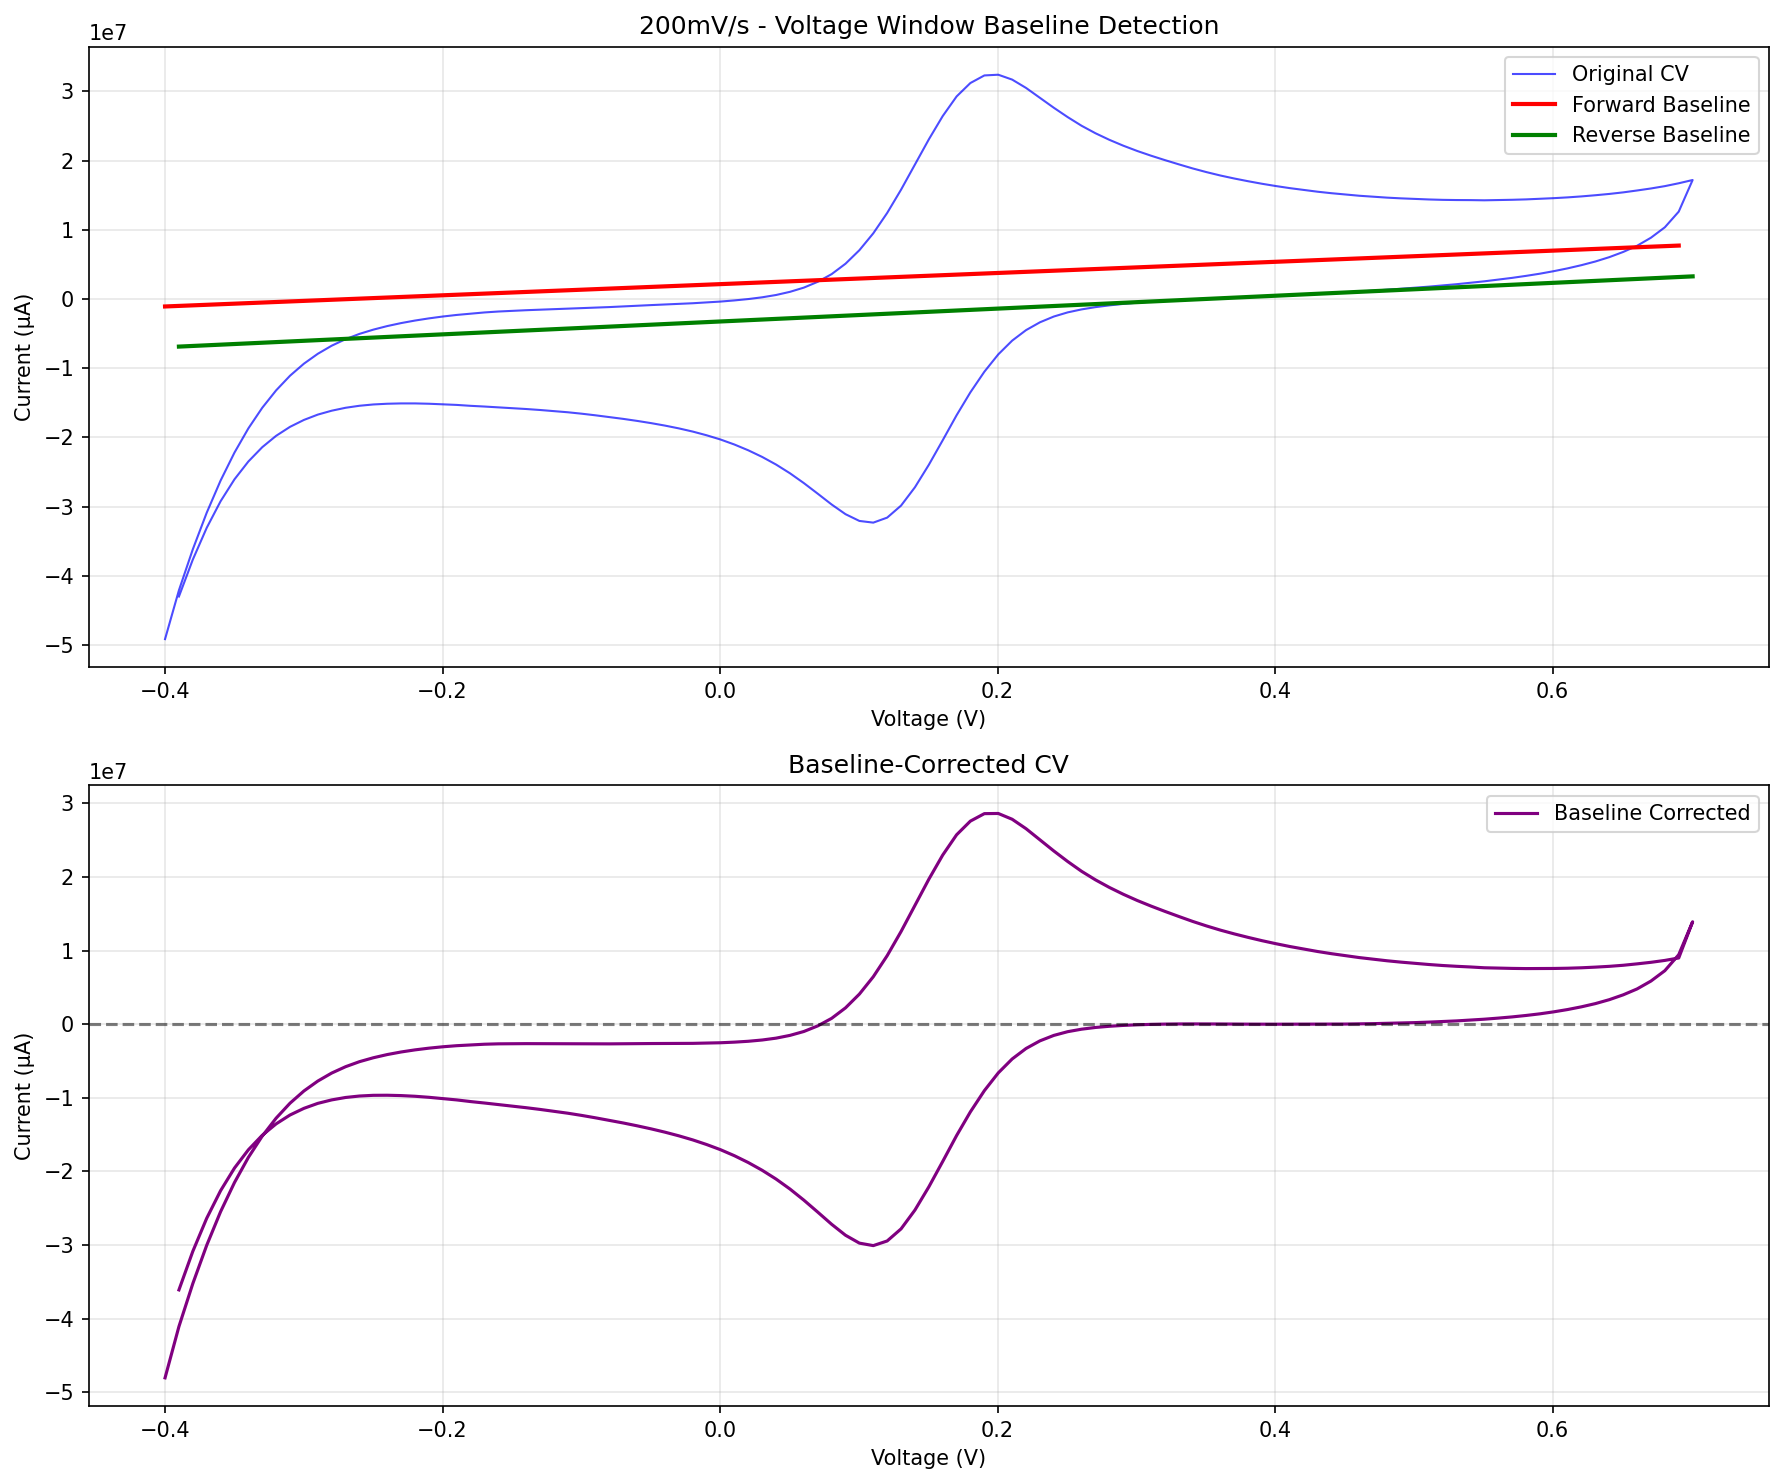 200mV/s - Voltage Window Baseline Detection
1e7
Original CV
Forward Baseline
Reverse Baseline
3
2
1
0
−1
−2
−3
−4
−5
Current (μA)
−0.4 −0.2 0.0 0.2 0.4 0.6
Voltage (V)
Baseline-Corrected CV
1e7
Baseline Corrected
3
2
1
0
−1
−2
−3
−4
−5
Current (μA)
−0.4 −0.2 0.0 0.2 0.4 0.6
Voltage (V)